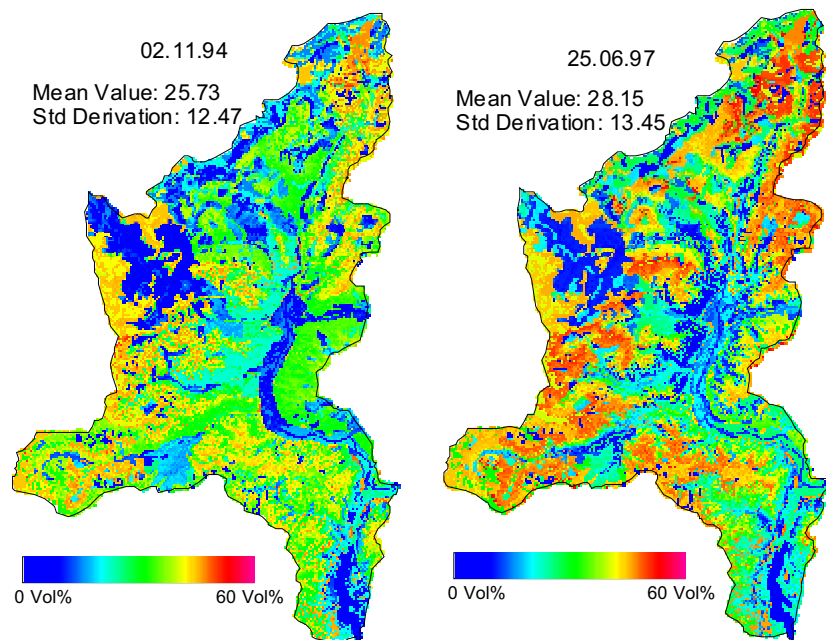 02.11.94
Mean Value: 25.73
Std Derivation: 12.47
0 Vol%
60 Vol%
25.06.97
Mean Value: 28.15
Std Derivation: 13.45
0 Vol%
60 Vol%